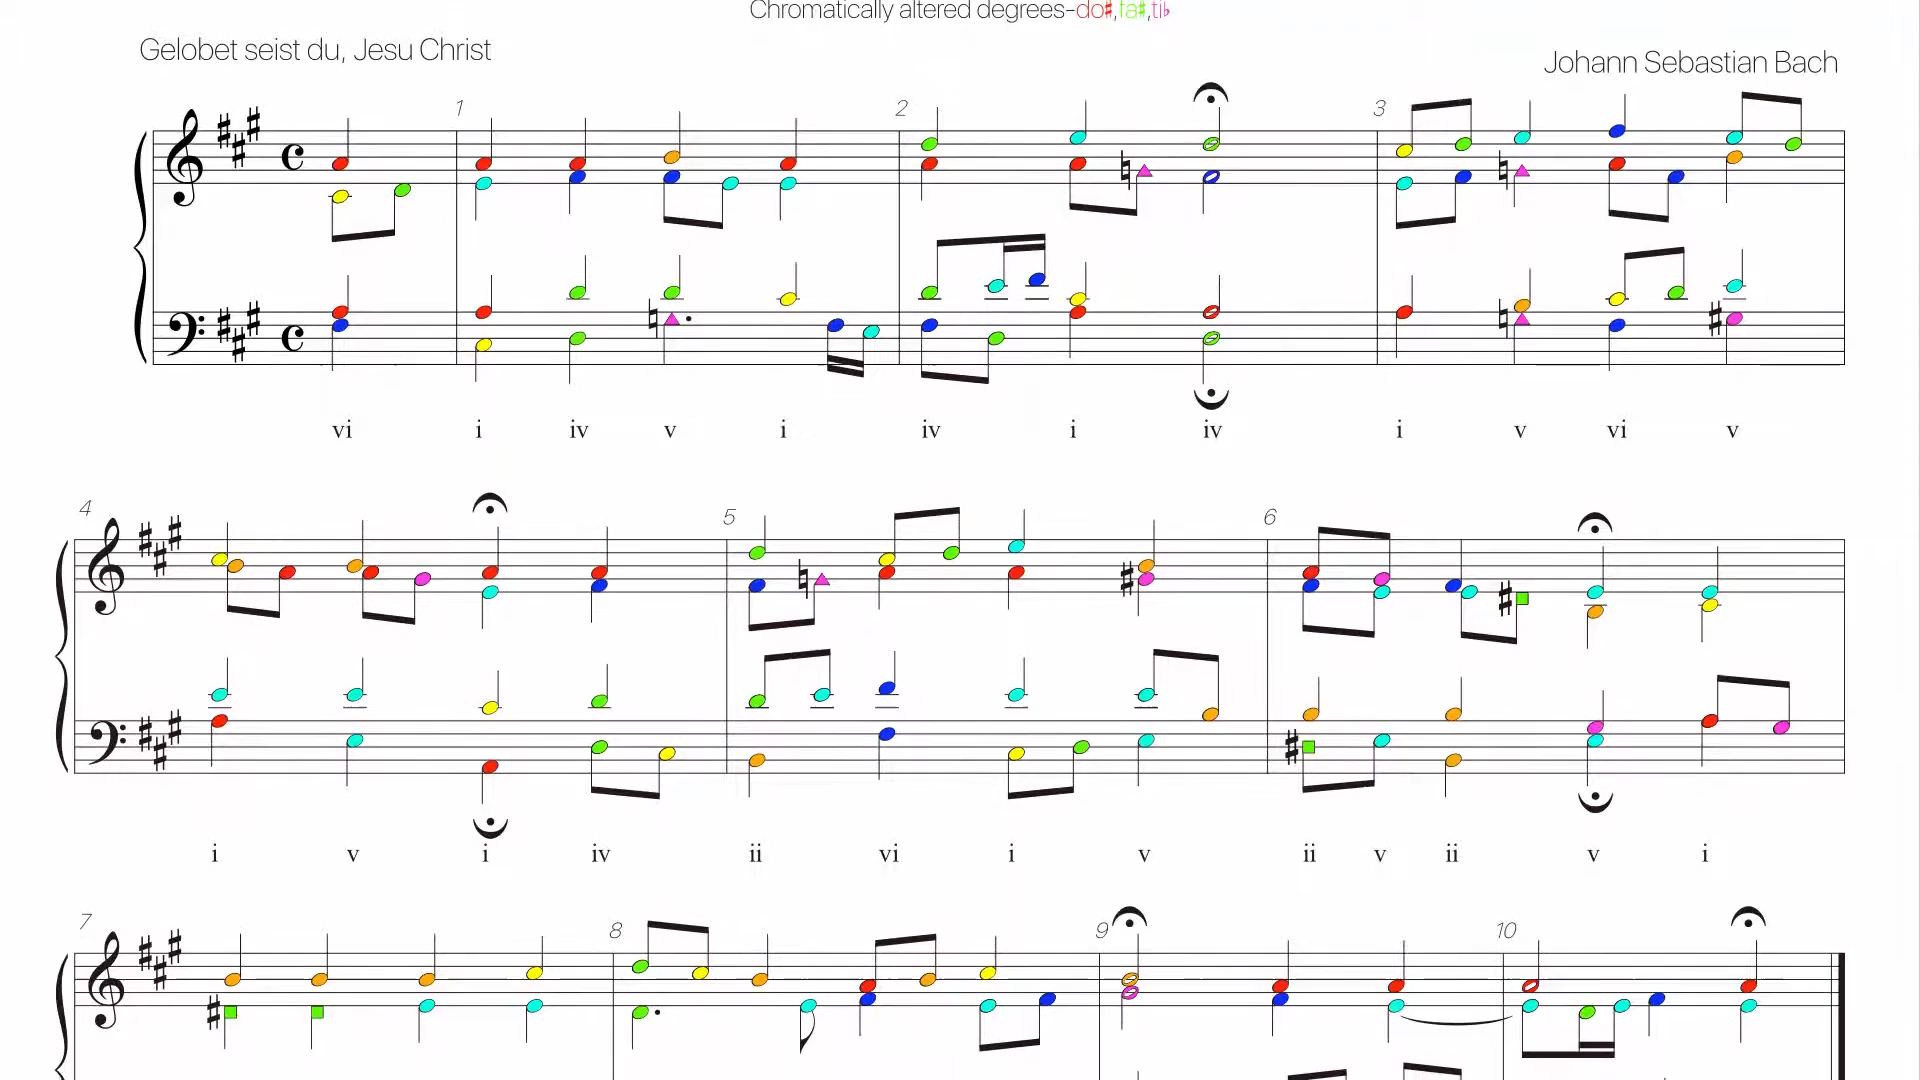 Chromatically altered degrees-do♯,fa♯,ti♭
Gelobet seist du, Jesu Christ
Johann Sebastian Bach
1 2 3
vi i iv v i iv i iv i v vi v
4 5 6
i v i iv ii vi i v ii v ii v i
7 8 9 10